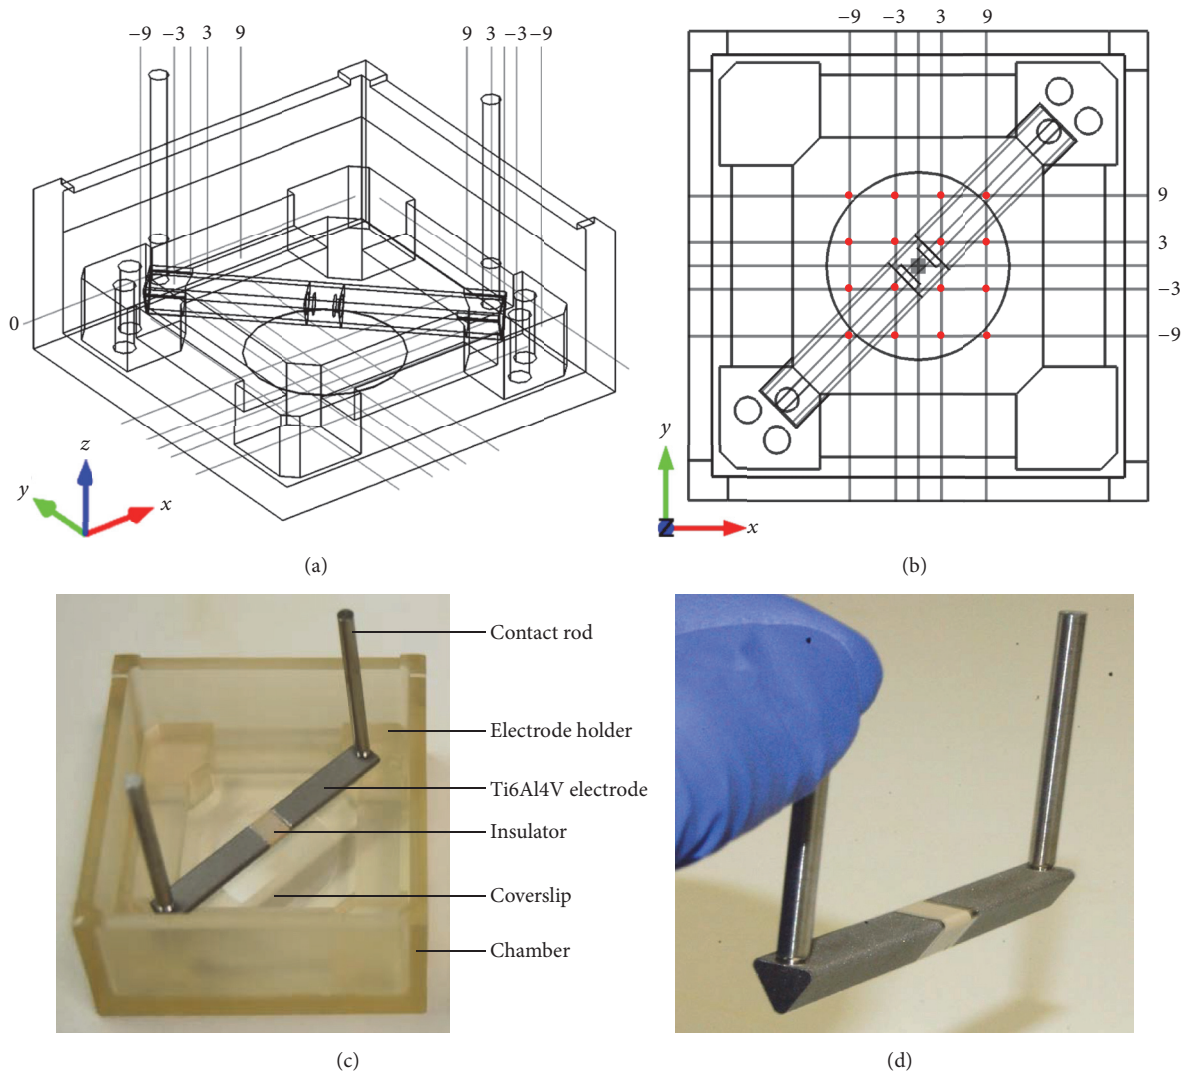 −9 −3 3 9
9 3 −3 −9
0
z
y
x
(a)
−9 −3 3 9
9
3
−3
−9
y
z
x
(b)
Contact rod
Electrode holder
Ti6Al4V electrode
Insulator
Coverslip
Chamber
(c)
(d)